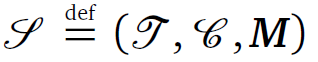 𝒮 ≝ (𝒯, 𝒞, 𝑴)